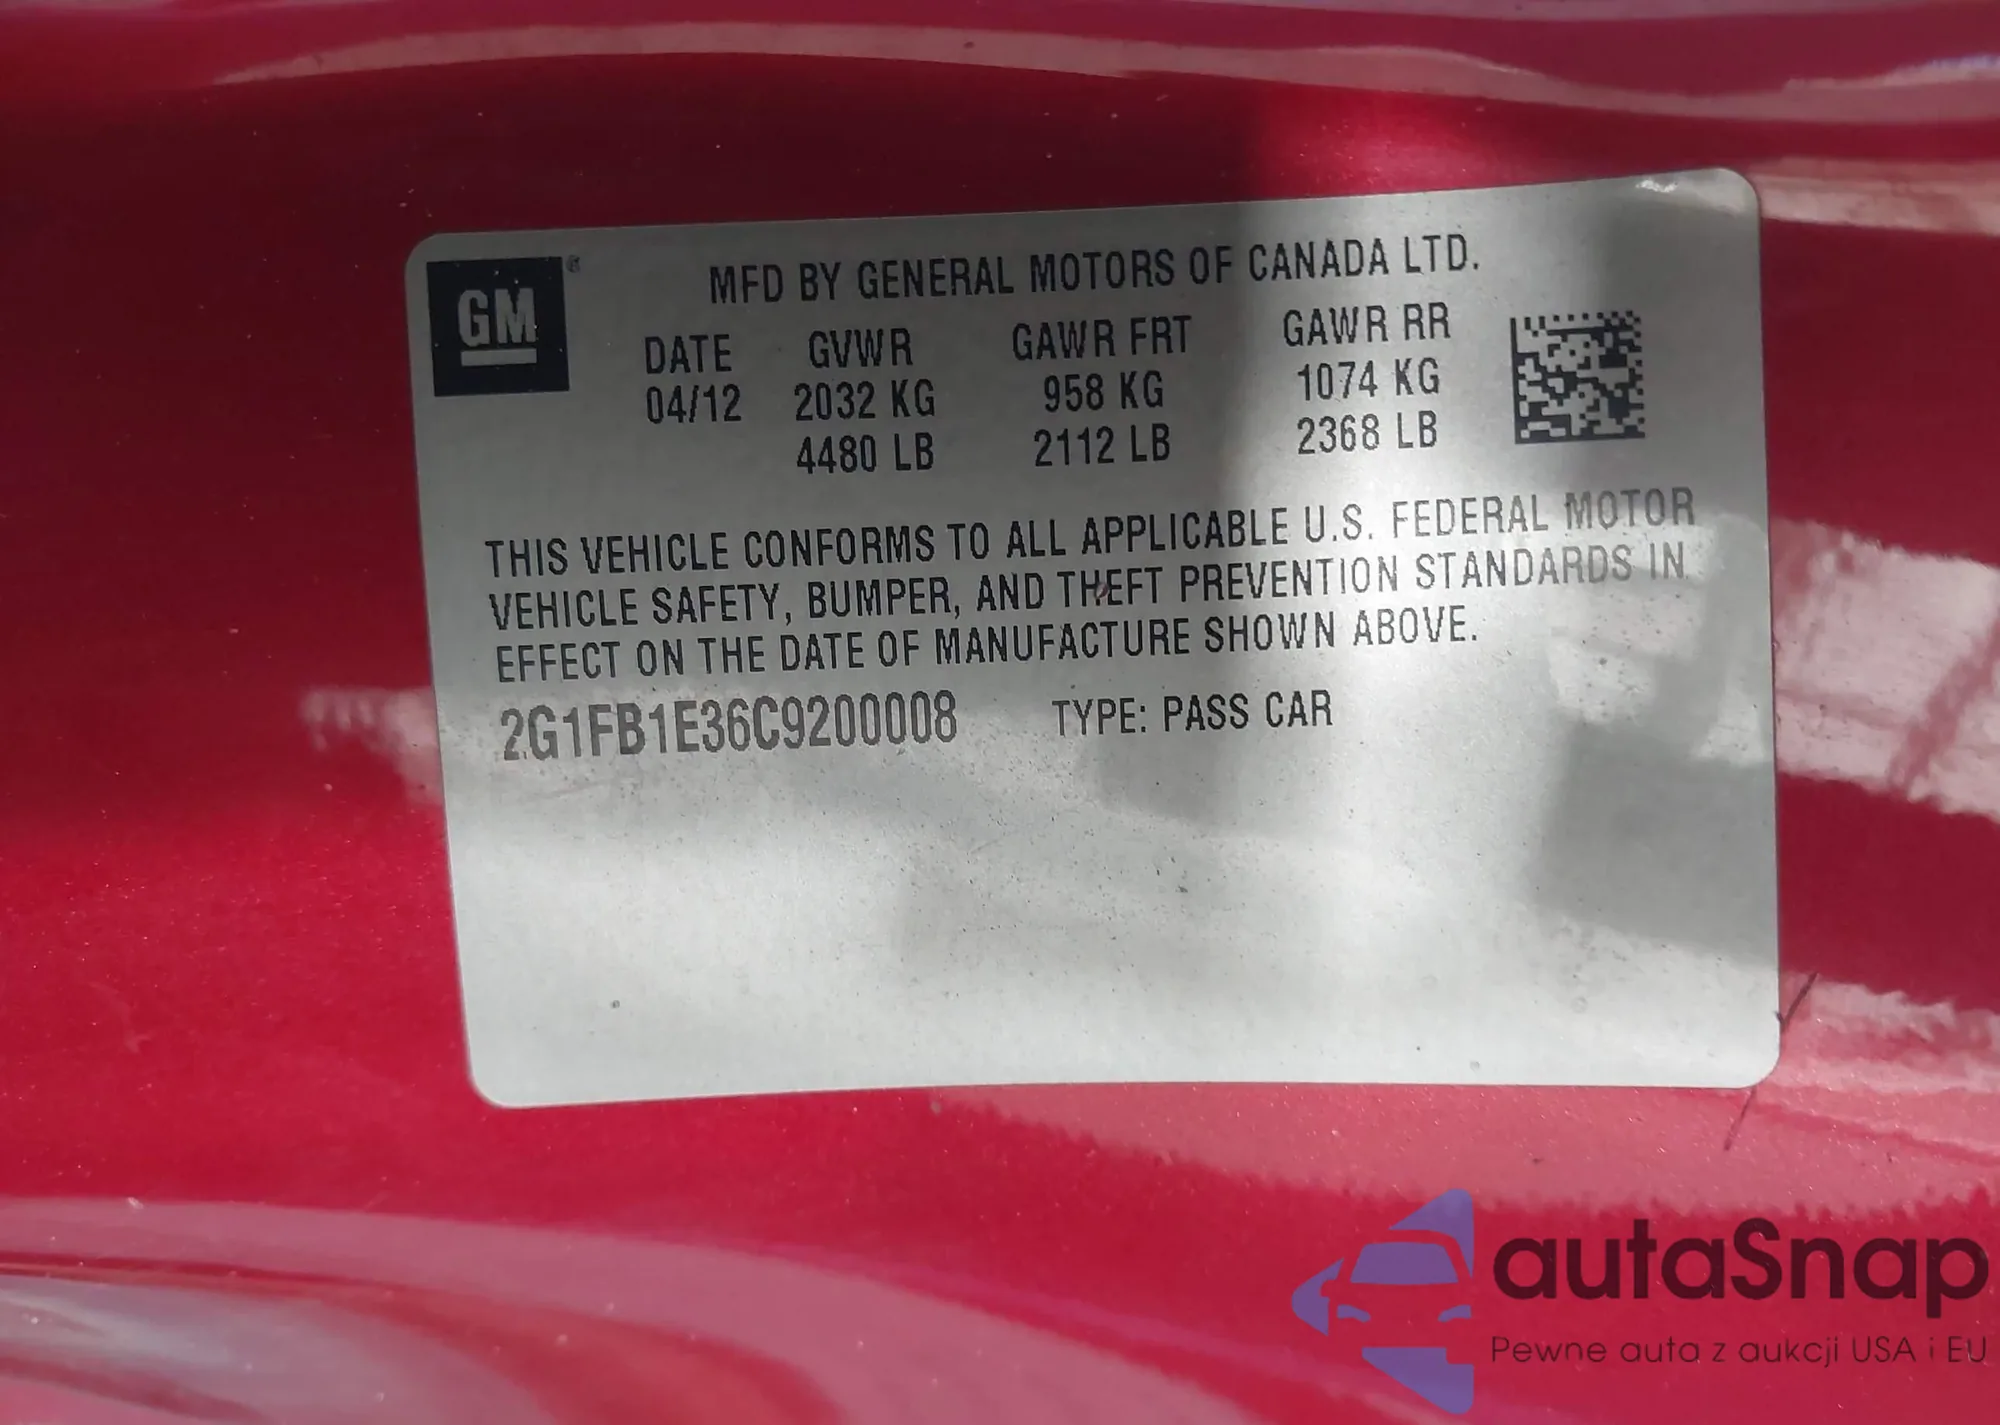 GM®
MFD BY GENERAL MOTORS OF CANADA LTD.
DATE GVWR GAWR FRT GAWR RR
04/12 2032 KG 958 KG 1074 KG
4480 LB 2112 LB 2368 LB
THIS VEHICLE CONFORMS TO ALL APPLICABLE U.S. FEDERAL MOTOR
VEHICLE SAFETY, BUMPER, AND THEFT PREVENTION STANDARDS IN
EFFECT ON THE DATE OF MANUFACTURE SHOWN ABOVE.
2G1FB1E36C9200008 TYPE: PASS CAR
autaSnap
Pewne auta z aukcji USA i EU